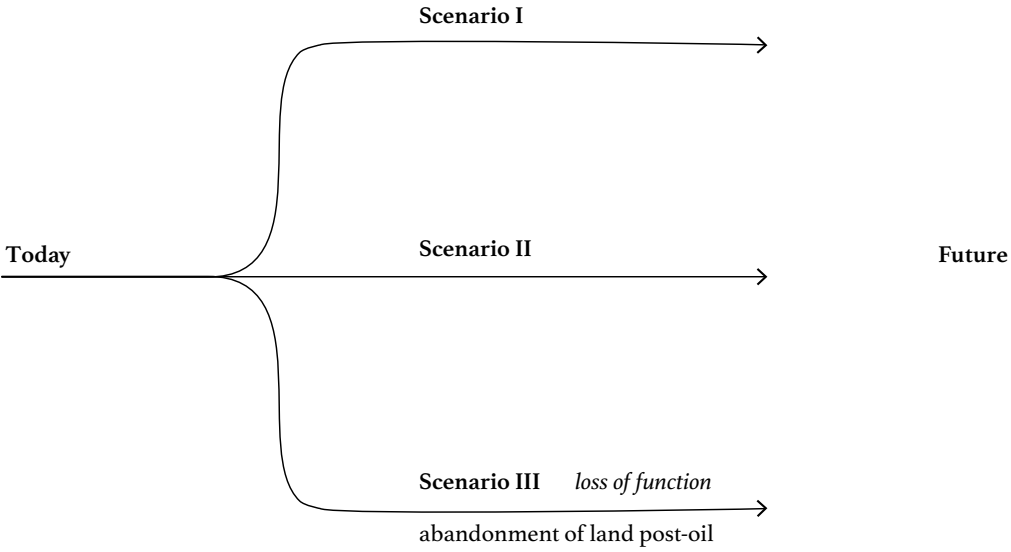 Scenario I
Today
Scenario II
Future
Scenario III loss of function
abandonment of land post-oil